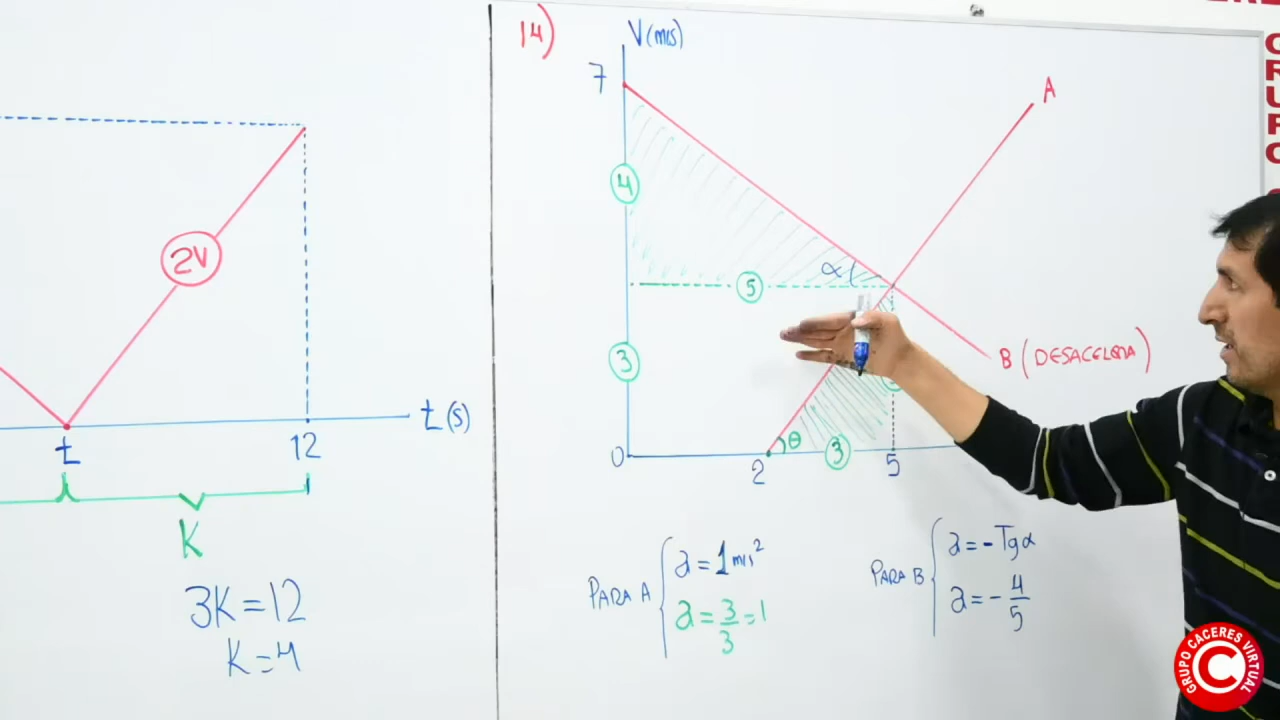 2V
t
12
t(s)
K
3K=12
K=4
14)
V(m/s)
7
4
5
α
3
0
2
θ
3
5
A
B (DESACELERA)
PARA A
a=1 m/s²
a=3/3=1
PARA B
a=-Tgα
a=-4/5
GRUPO CACERES VIRTUAL
C